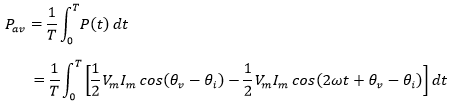 P_av = 1/T ∫_0^T P(t) dt
= 1/T ∫_0^T [1/2 V_m I_m cos(θ_v − θ_i) − 1/2 V_m I_m cos(2ωt + θ_v − θ_i)] dt